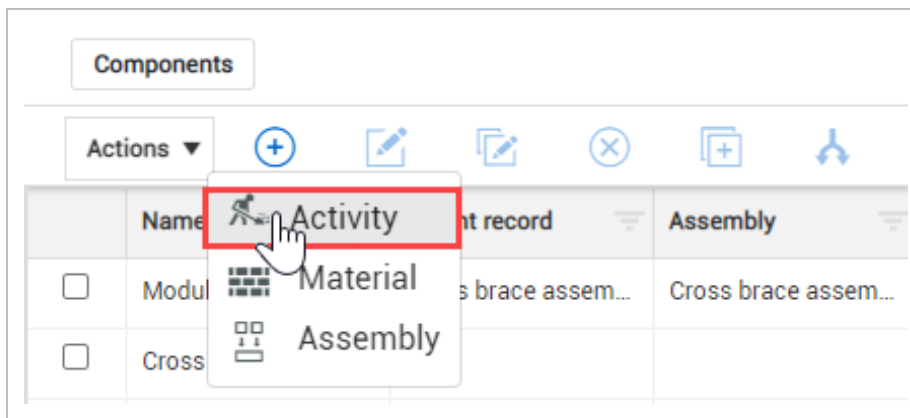 Components
Actions
Name nt record Assembly
Activity
Modul s brace assem... Cross brace assem...
Material
Cross
Assembly